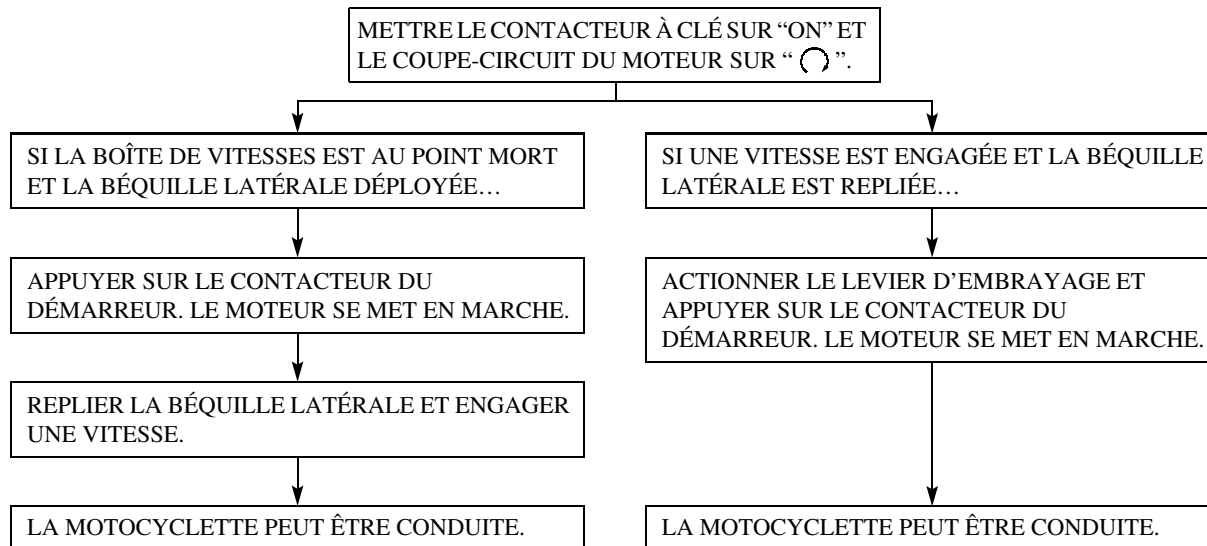 METTRE LE CONTACTEUR À CLÉ SUR “ON” ET
LE COUPE-CIRCUIT DU MOTEUR SUR “ ”.
SI LA BOÎTE DE VITESSES EST AU POINT MORT
ET LA BÉQUILLE LATÉRALE DÉPLOYÉE…
APPUYER SUR LE CONTACTEUR DU
DÉMARREUR. LE MOTEUR SE MET EN MARCHE.
REPLIER LA BÉQUILLE LATÉRALE ET ENGAGER
UNE VITESSE.
LA MOTOCYCLETTE PEUT ÊTRE CONDUITE.
SI UNE VITESSE EST ENGAGÉE ET LA BÉQUILLE
LATÉRALE EST REPLIÉE…
ACTIONNER LE LEVIER D’EMBRAYAGE ET
APPUYER SUR LE CONTACTEUR DU
DÉMARREUR. LE MOTEUR SE MET EN MARCHE.
LA MOTOCYCLETTE PEUT ÊTRE CONDUITE.